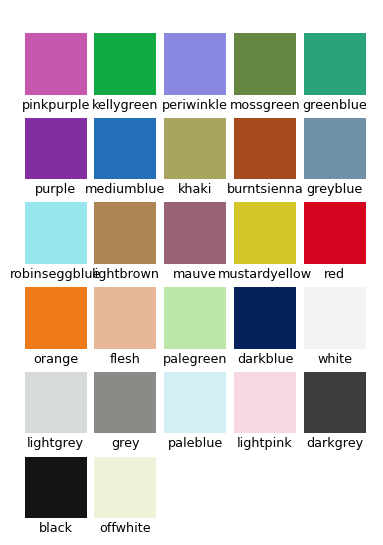 pinkpurple kellygreen periwinkle mossgreen greenblue
purple mediumblue khaki burntsienna greyblue
robinseggblue lightbrown mauve mustardyellow red
orange flesh palegreen darkblue white
lightgrey grey paleblue lightpink darkgrey
black offwhite